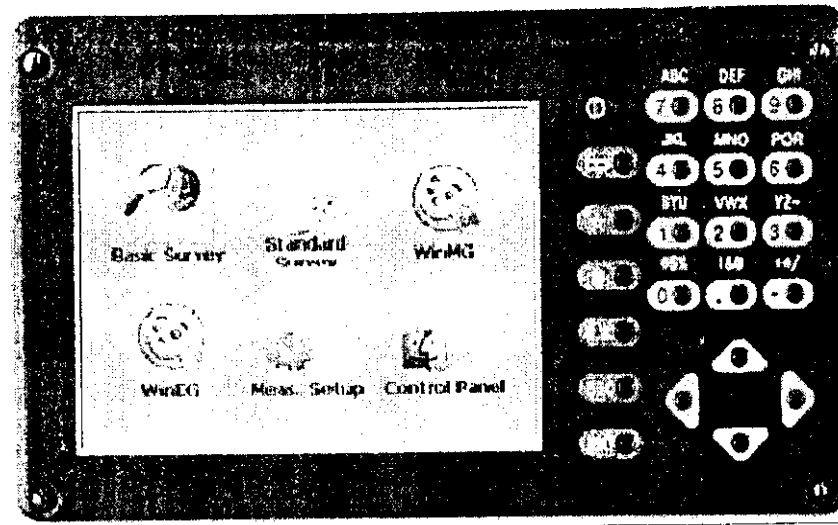 ABC DEF GHI
7 8 9
JKL MNO PQR
4 5 6
STU VWX YZ~
1 2 3
0 . -
Basic Survey
Standard
Survey
WinMG
WinEG
Meas. Setup
Control Panel